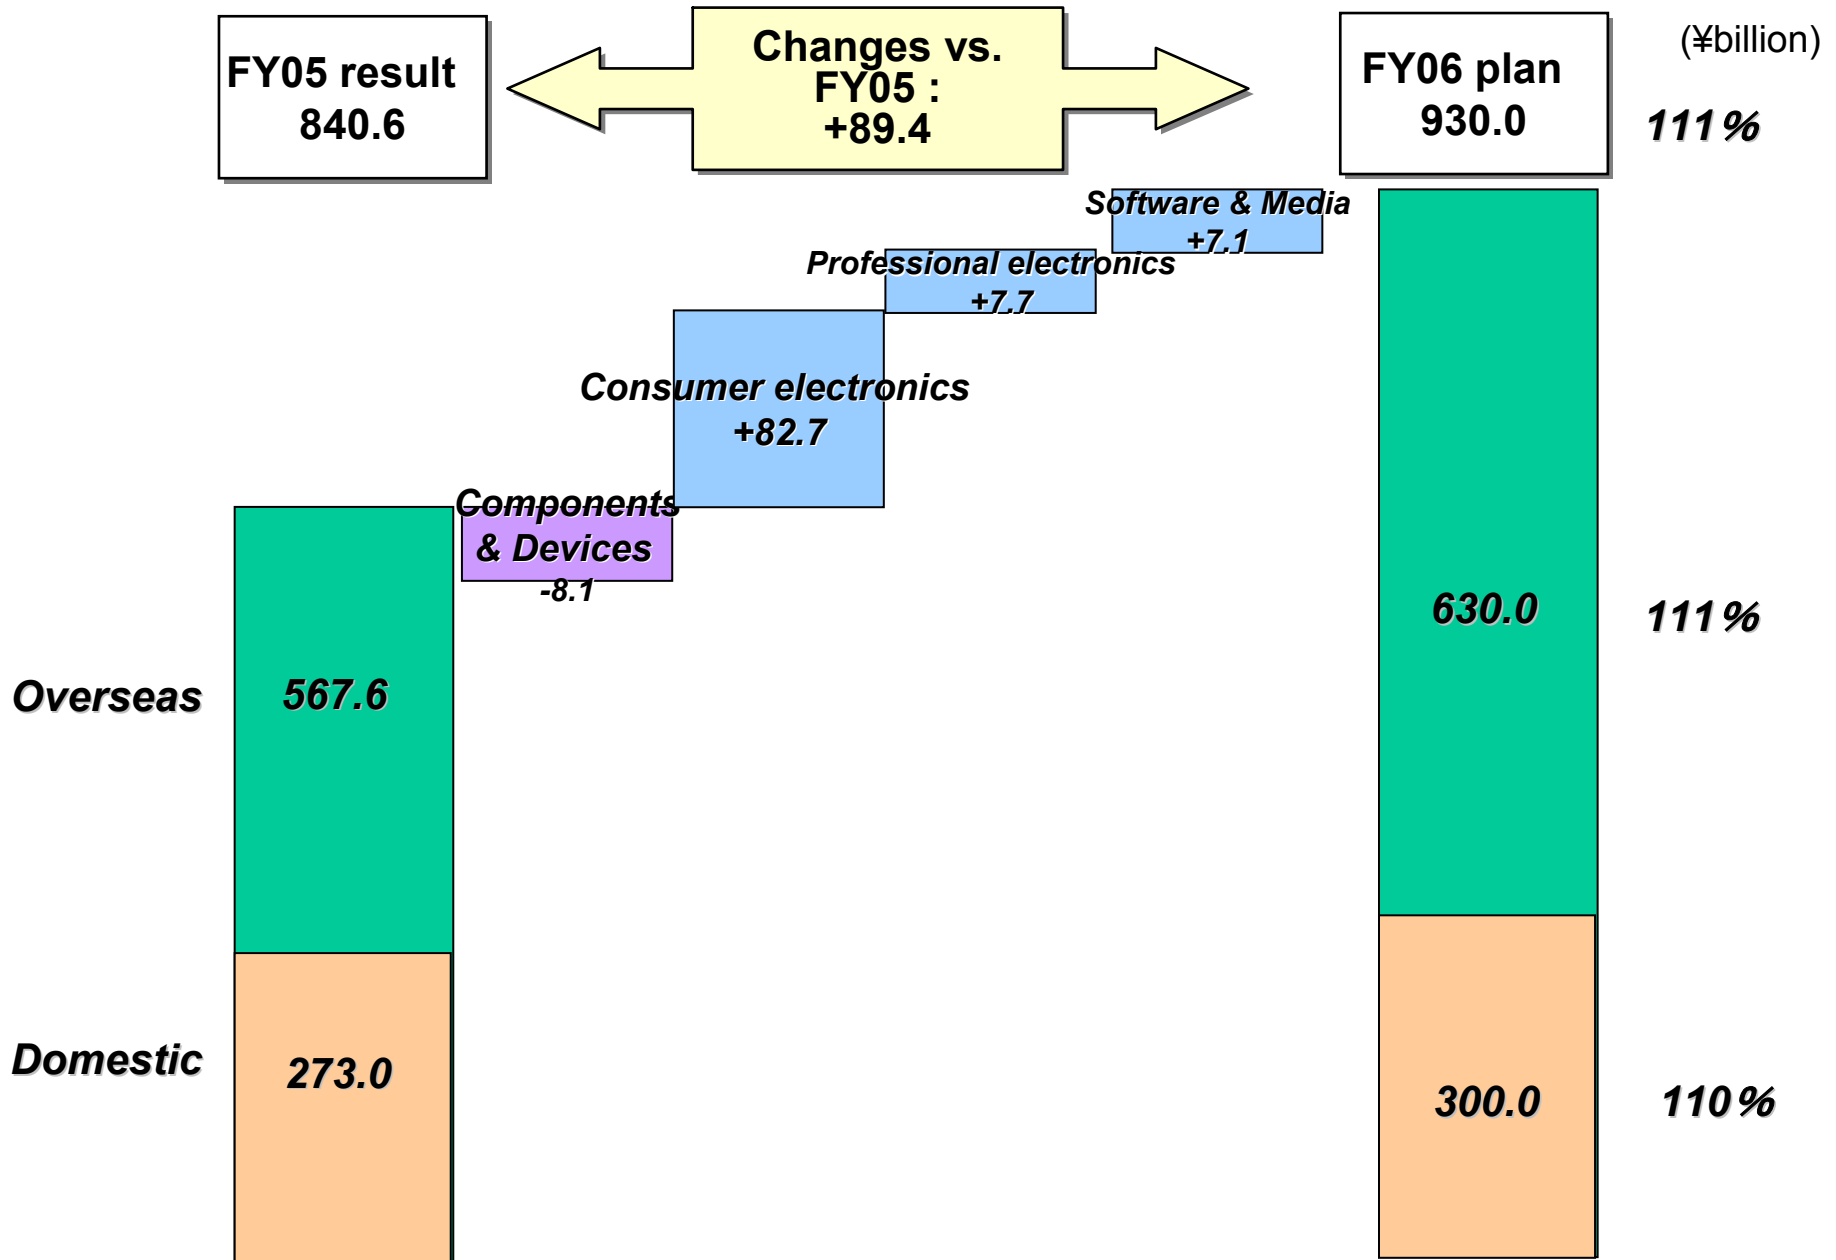 FY05 result
840.6
Changes vs.
FY05 :
+89.4
FY06 plan
930.0
(¥billion)
111%
Software & Media
+7.1
Professional electronics
+7.7
Consumer electronics
+82.7
Components
& Devices
-8.1
Overseas
567.6
630.0
111%
Domestic
273.0
300.0
110%